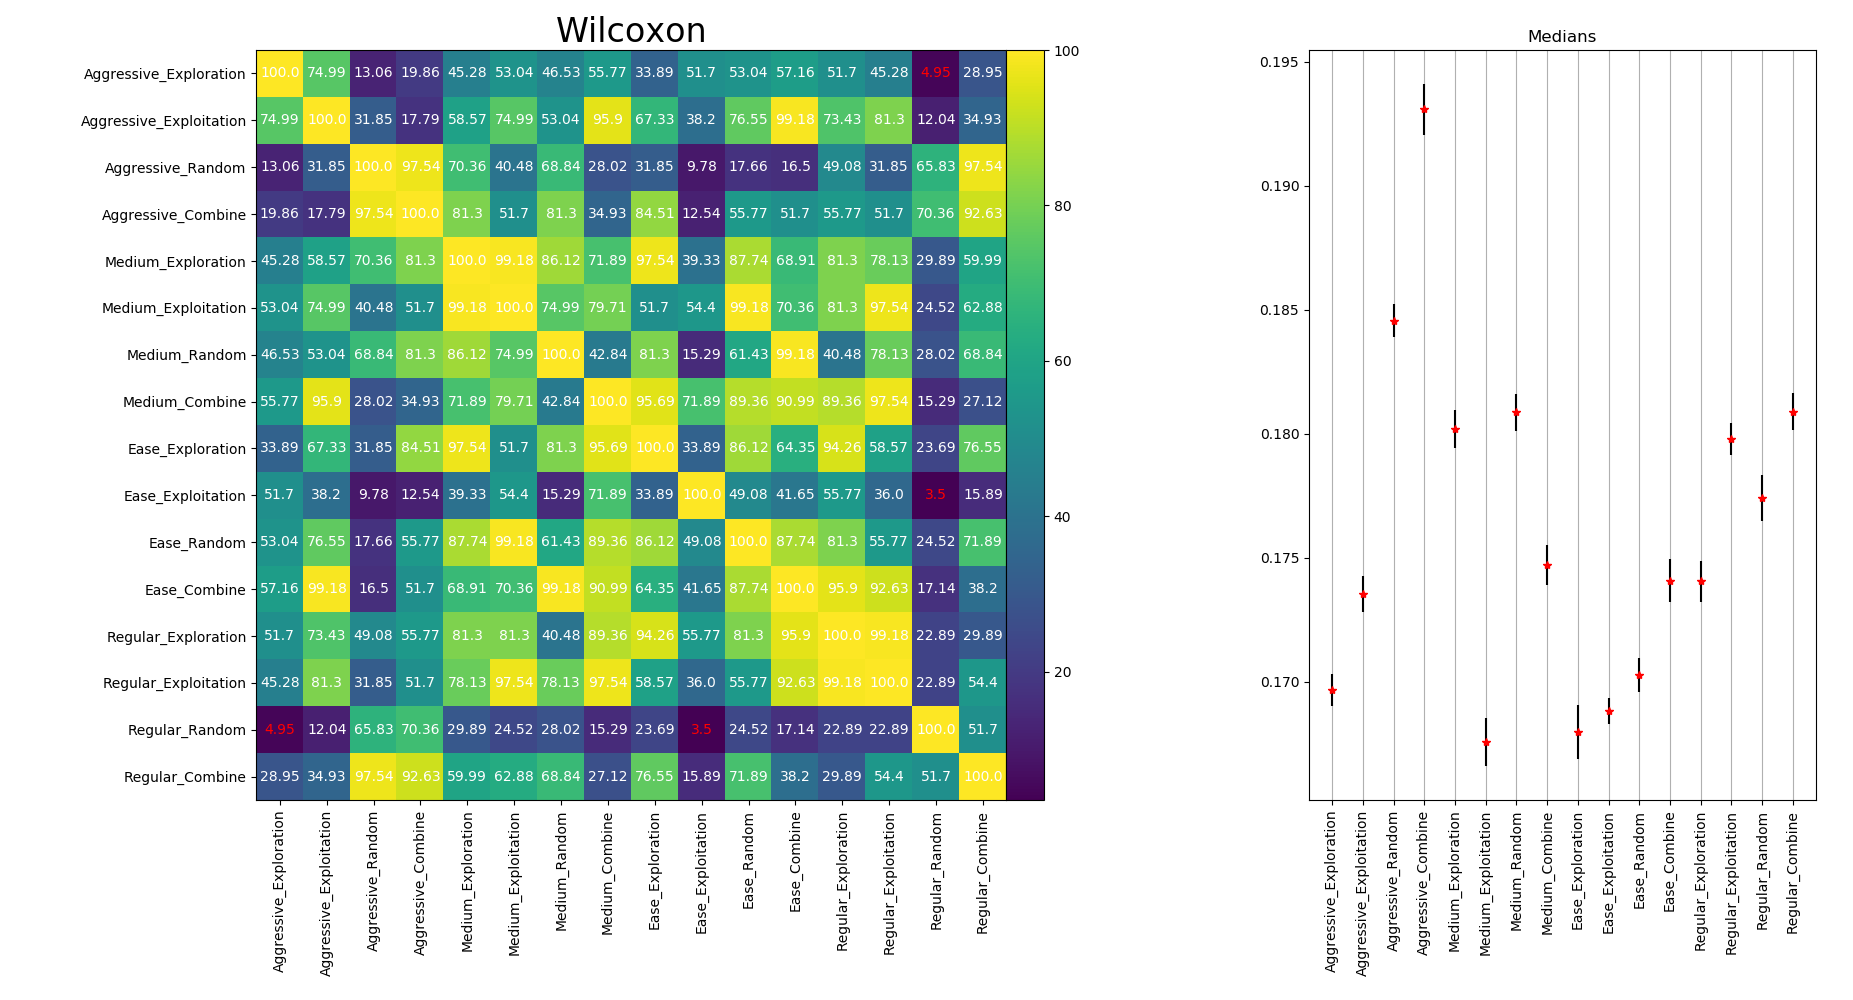 Wilcoxon
Aggressive_Exploration 100.0 74.99 13.06 19.86 45.28 53.04 46.53 55.77 33.89 51.7 53.04 57.16 51.7 45.28 4.95 28.95
Aggressive_Exploitation 74.99 100.0 31.85 17.79 58.57 74.99 53.04 95.9 67.33 38.2 76.55 99.18 73.43 81.3 12.04 34.93
Aggressive_Random 13.06 31.85 100.0 97.54 70.36 40.48 68.84 28.02 31.85 9.78 17.66 16.5 49.08 31.85 65.83 97.54
Aggressive_Combine 19.86 17.79 97.54 100.0 81.3 51.7 81.3 34.93 84.51 12.54 55.77 51.7 55.77 51.7 70.36 92.63
Medium_Exploration 45.28 58.57 70.36 81.3 100.0 99.18 86.12 71.89 97.54 39.33 87.74 68.91 81.3 78.13 29.89 59.99
Medium_Exploitation 53.04 74.99 40.48 51.7 99.18 100.0 74.99 79.71 51.7 54.4 99.18 70.36 81.3 97.54 24.52 62.88
Medium_Random 46.53 53.04 68.84 81.3 86.12 74.99 100.0 42.84 81.3 15.29 61.43 99.18 40.48 78.13 28.02 68.84
Medium_Combine 55.77 95.9 28.02 34.93 71.89 79.71 42.84 100.0 95.69 71.89 89.36 90.99 89.36 97.54 15.29 27.12
Ease_Exploration 33.89 67.33 31.85 84.51 97.54 51.7 81.3 95.69 100.0 33.89 86.12 64.35 94.26 58.57 23.69 76.55
Ease_Exploitation 51.7 38.2 9.78 12.54 39.33 54.4 15.29 71.89 33.89 100.0 49.08 41.65 55.77 36.0 3.5 15.89
Ease_Random 53.04 76.55 17.66 55.77 87.74 99.18 61.43 89.36 86.12 49.08 100.0 87.74 81.3 55.77 24.52 71.89
Ease_Combine 57.16 99.18 16.5 51.7 68.91 70.36 99.18 90.99 64.35 41.65 87.74 100.0 95.9 92.63 17.14 38.2
Regular_Exploration 51.7 73.43 49.08 55.77 81.3 81.3 40.48 89.36 94.26 55.77 81.3 95.9 100.0 99.18 22.89 29.89
Regular_Exploitation 45.28 81.3 31.85 51.7 78.13 97.54 78.13 97.54 58.57 36.0 55.77 92.63 99.18 100.0 22.89 54.4
Regular_Random 4.95 12.04 65.83 70.36 29.89 24.52 28.02 15.29 23.69 3.5 24.52 17.14 22.89 22.89 100.0 51.7
Regular_Combine 28.95 34.93 97.54 92.63 59.99 62.88 68.84 27.12 76.55 15.89 71.89 38.2 29.89 54.4 51.7 100.0
Aggressive_Exploration
Aggressive_Exploitation
Aggressive_Random
Aggressive_Combine
Medium_Exploration
Medium_Exploitation
Medium_Random
Medium_Combine
Ease_Exploration
Ease_Exploitation
Ease_Random
Ease_Combine
Regular_Exploration
Regular_Exploitation
Regular_Random
Regular_Combine
100
80
60
40
20
Medians
0.195
0.190
0.185
0.180
0.175
0.170
Aggressive_Exploration
Aggressive_Exploitation
Aggressive_Random
Aggressive_Combine
Medium_Exploration
Medium_Exploitation
Medium_Random
Medium_Combine
Ease_Exploration
Ease_Exploitation
Ease_Random
Ease_Combine
Regular_Exploration
Regular_Exploitation
Regular_Random
Regular_Combine